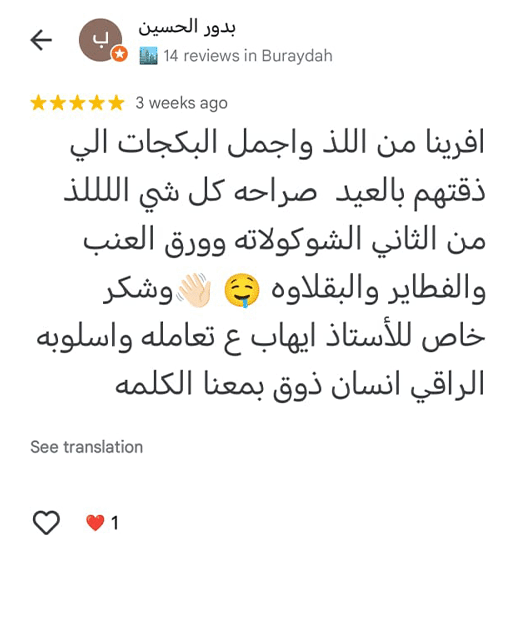 بدور الحسين
14 reviews in Buraydah
ب
3 weeks ago
افرينا من اللذ واجمل البكجات الي
ذقتهم بالعيد صراحه كل شي الللللذ
من الثاني الشوكولاته وورق العنب
والفطاير والبقلاوه 🤤 👋🏻وشكر
خاص للأستاذ ايهاب ع تعامله واسلوبه
الراقي انسان ذوق بمعنا الكلمه
See translation
❤️ 1